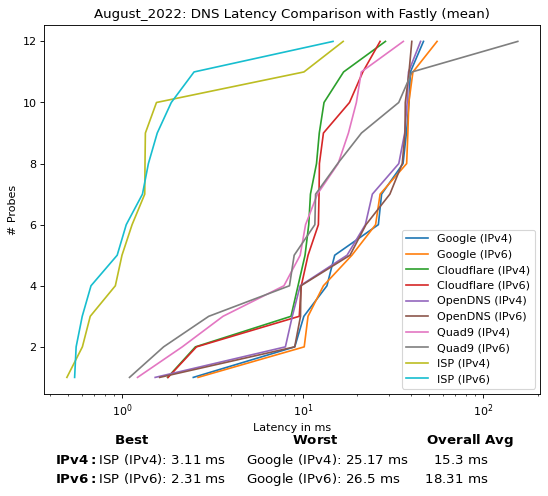 August_2022: DNS Latency Comparison with Fastly (mean)
12
10
8
6
4
2
# Probes
Google (IPv4)
Google (IPv6)
Cloudflare (IPv4)
Cloudflare (IPv6)
OpenDNS (IPv4)
OpenDNS (IPv6)
Quad9 (IPv4)
Quad9 (IPv6)
ISP (IPv4)
ISP (IPv6)
10⁰ 10¹ 10²
Latency in ms
Best Worst Overall Avg
IPv4: ISP (IPv4): 3.11 ms Google (IPv4): 25.17 ms 15.3 ms
IPv6: ISP (IPv6): 2.31 ms Google (IPv6): 26.5 ms 18.31 ms